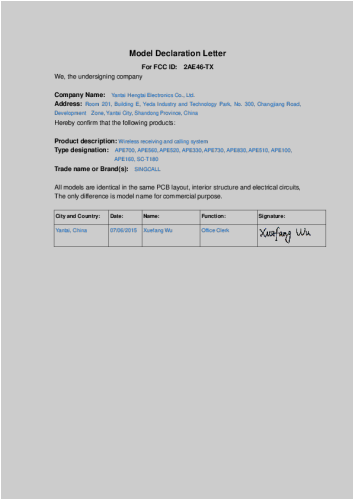 Model Declaration Letter
For FCC ID: 2AE46-TX
We, the undersigning company
Company Name: Yantai Hengtai Electronics Co., Ltd.
Address: Room 201, Building E, Yeda Industry and Technology Park, No. 300, Changjiang Road,
Development Zone, Yantai City, Shandong Province, China
Hereby confirm that the following products:
Product description: Wireless receiving and calling system
Type designation: APE700, APE560, APE520, APE330, APE730, APE830, APE510, APE100,
APE160, SC-T180
Trade name or Brand(s): SINGCALL
All models are identical in the same PCB layout, interior structure and electrical circuits,
The only difference is model name for commercial purpose.
City and Country: Date: Name: Function: Signature:
Yantai, China 07/06/2015 Xuefang Wu Office Clerk Xuefang Wu